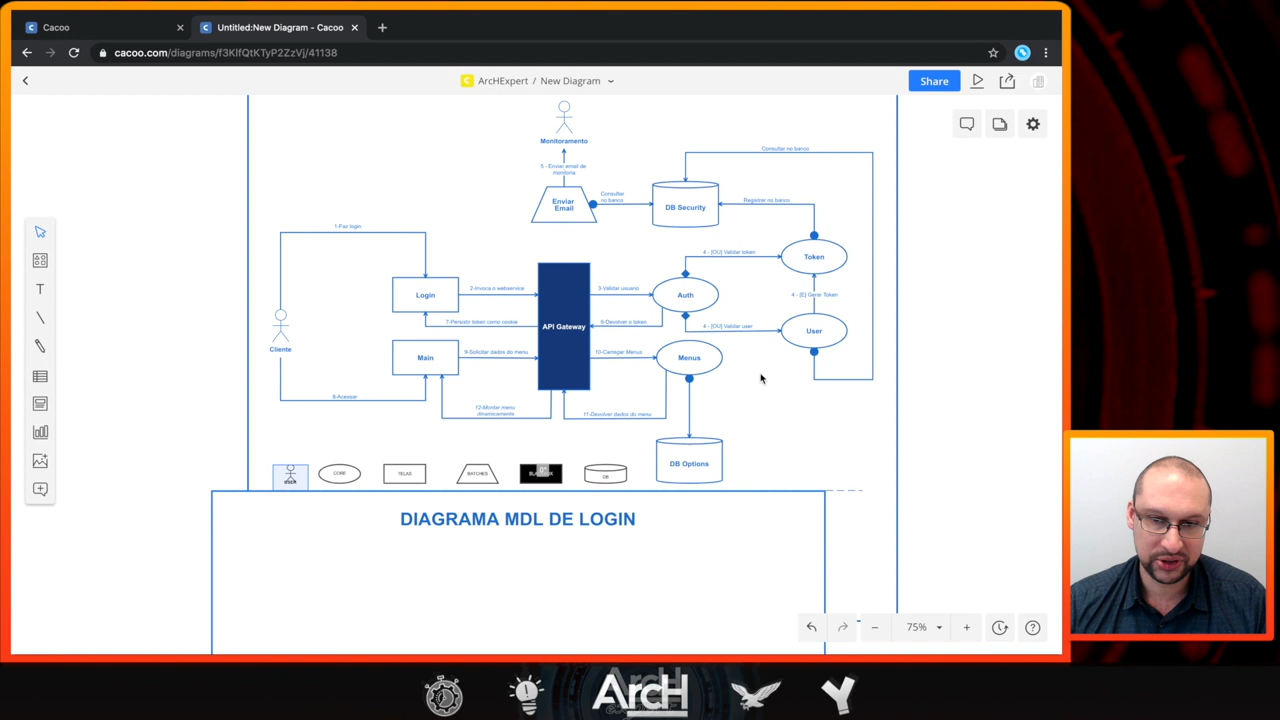 Cacoo
Untitled:New Diagram - Cacoo
cacoo.com/diagrams/f3KlfQtKTyP2ZzVj/41138
ArcHExpert / New Diagram
Share
Monitoramento
Consultar no banco
5 - Enviar email de
monitoria
Enviar
Email
Consultar
no banco
DB Security
Registrar no banco
1-Faz login
4 - [OU] Validar token
Token
Login
2-Invoca o webservice
3-Validar usuario
Auth
4 - [E] Gerar Token
7-Persistir token como cookie
API Gateway
6-Devolver o token
4 - [OU] Validar user
User
Cliente
Main
9-Solicitar dados do menu
10-Carregar Menus
Menus
8-Acessar
12-Montar menu
dinamicamente
11-Devolver dados do menu
DB Options
USER
CORE
TELAS
BATCHES
0°
DB
DIAGRAMA MDL DE LOGIN
75%
ArcH